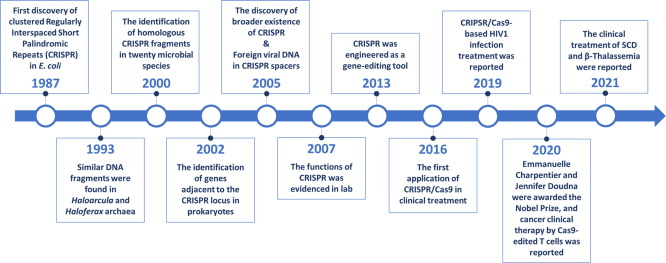 First discovery of
clustered Regularly
Interspaced Short
Palindromic
Repeats (CRISPR)
in E. coli
1987
1993
Similar DNA
fragments were
found in
Haloarcula and
Haloferax archaea
The identification
of homologous
CRISPR fragments
in twenty microbial
species
2000
2002
The identification
of genes
adjacent to the
CRISPR locus in
prokaryotes
The discovery of
broader existence
of CRISPR
&
Foreign viral DNA
in CRISPR spacers
2005
2007
The functions of
CRISPR was
evidenced in lab
CRISPR was
engineered as a
gene-editing tool
2013
2016
The first
application of
CRISPR/Cas9 in
clinical treatment
CRIPSR/Cas9-
based HIV1
infection
treatment was
reported
2019
2020
Emmanuelle
Charpentier and
Jennifer Doudna
were awarded the
Nobel Prize, and
cancer clinical
therapy by Cas9-
edited T cells was
reported
The clinical
treatment of SCD
and β-Thalassemia
were reported
2021